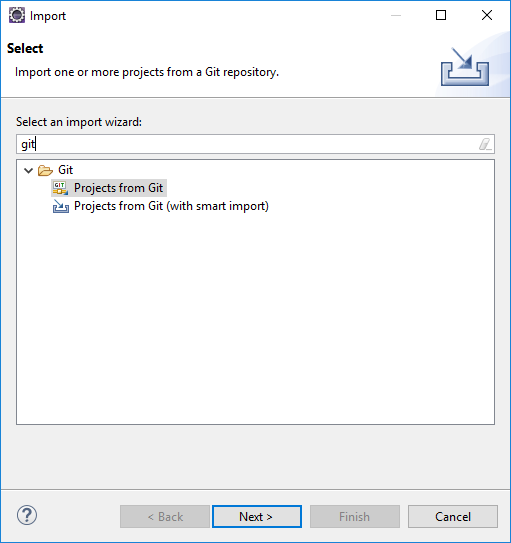 Import
Select
Import one or more projects from a Git repository.
Select an import wizard:
git
Git
GIT
Projects from Git
Projects from Git (with smart import)
?
< Back
Next >
Finish
Cancel